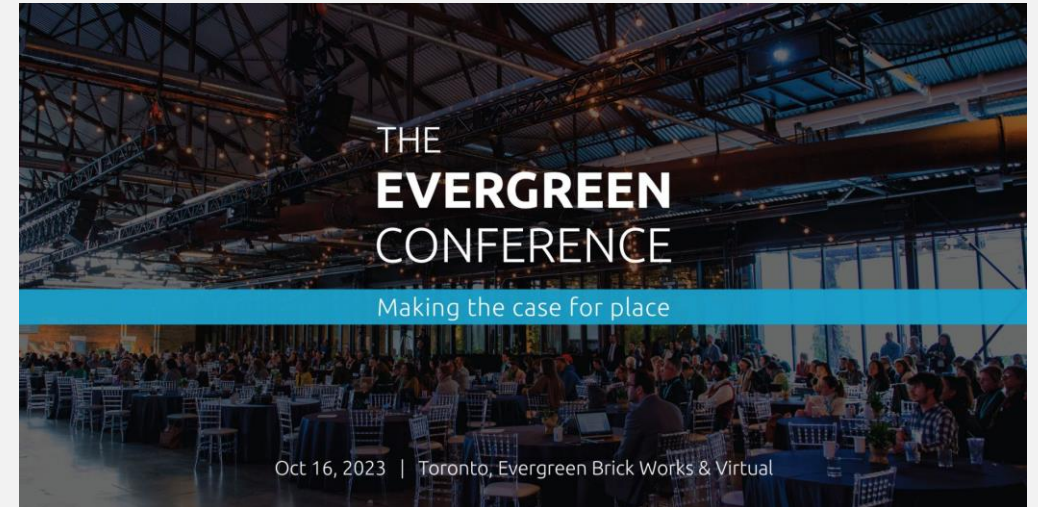 THE
EVERGREEN
CONFERENCE
Making the case for place
Oct 16, 2023 | Toronto, Evergreen Brick Works & Virtual